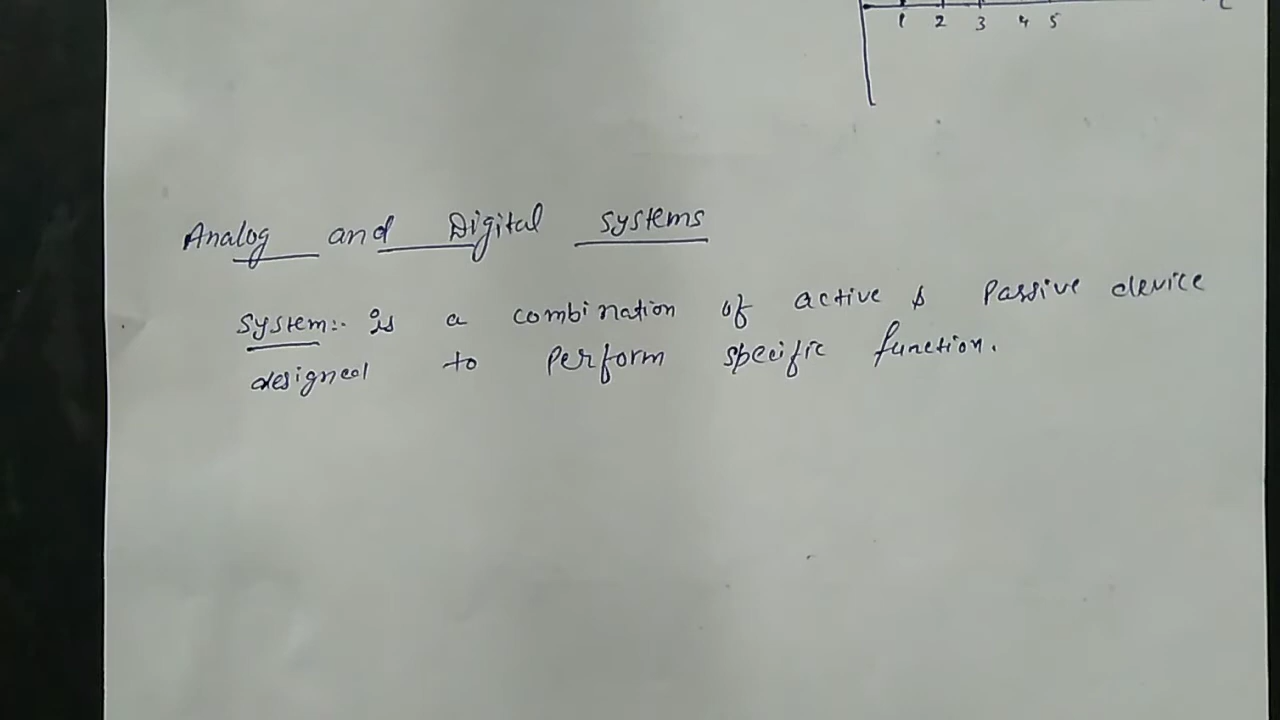 1 2 3 4 5
Analog and Digital systems
System:- is a combination of active & passive device
designed to perform specific function.